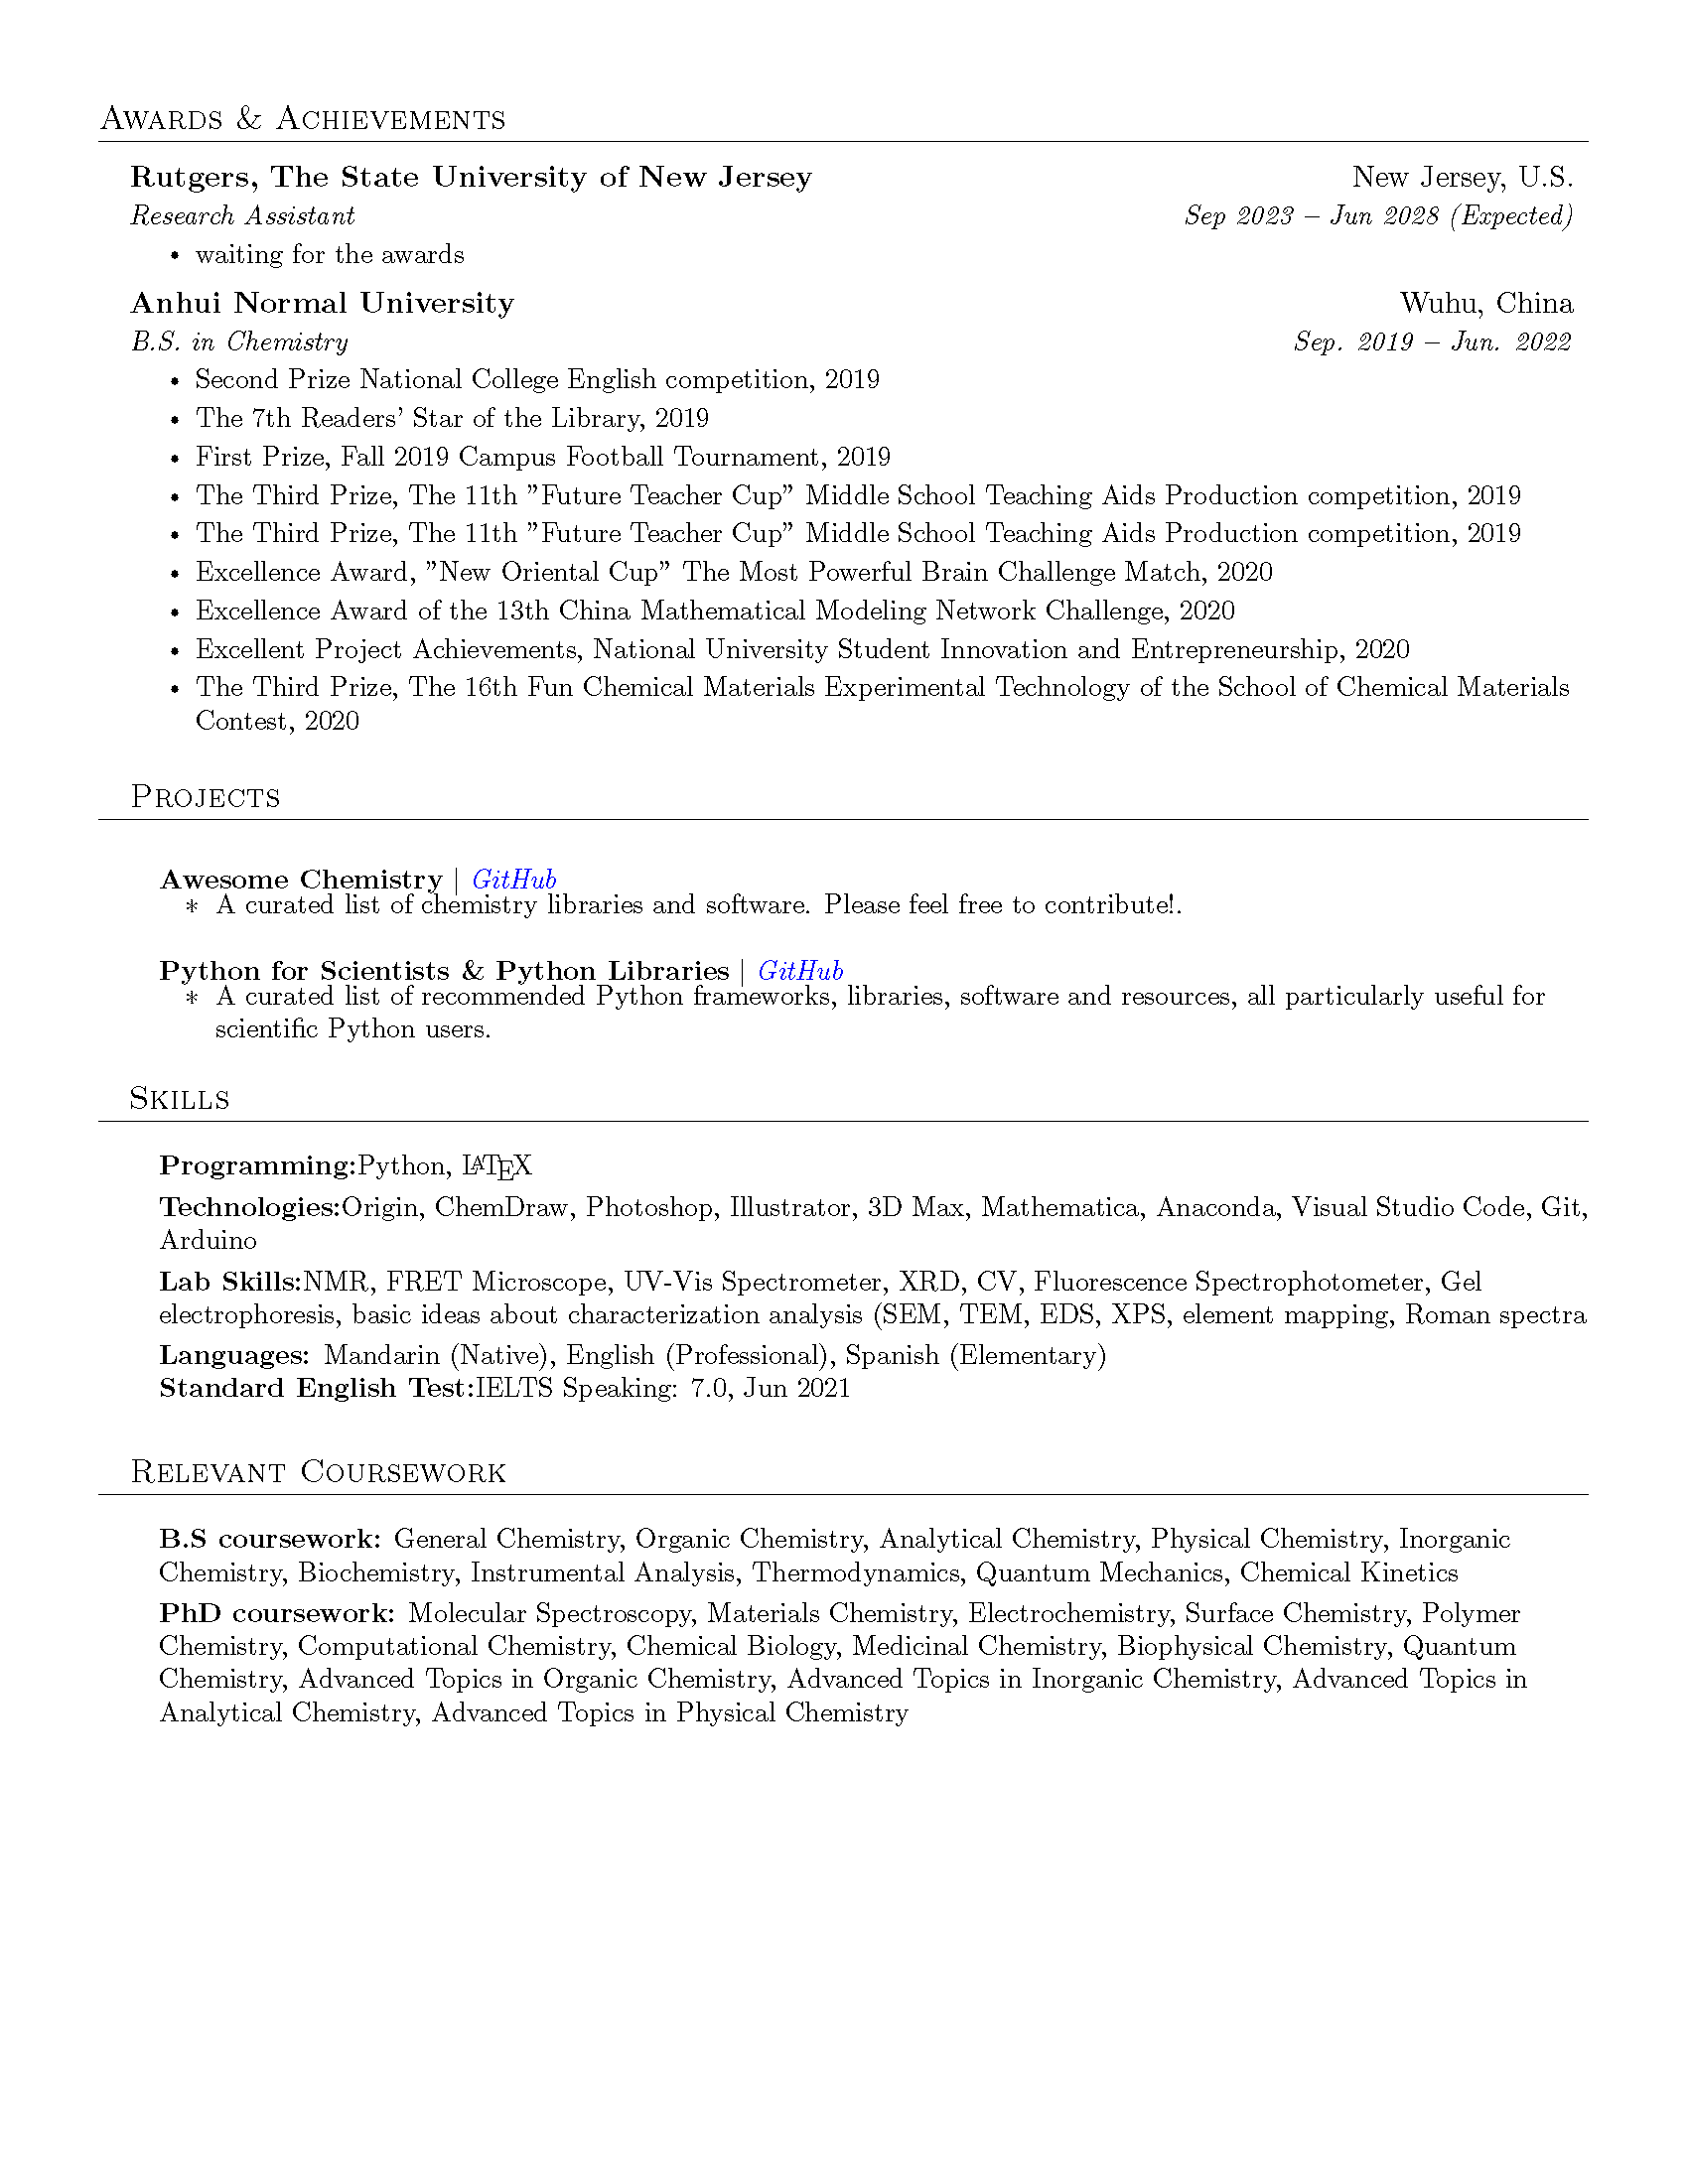 Awards & Achievements
Rutgers, The State University of New Jersey New Jersey, U.S.
Research Assistant Sep 2023 – Jun 2028 (Expected)
• waiting for the awards
Anhui Normal University Wuhu, China
B.S. in Chemistry Sep. 2019 – Jun. 2022
• Second Prize National College English competition, 2019
• The 7th Readers’ Star of the Library, 2019
• First Prize, Fall 2019 Campus Football Tournament, 2019
• The Third Prize, The 11th ”Future Teacher Cup” Middle School Teaching Aids Production competition, 2019
• The Third Prize, The 11th ”Future Teacher Cup” Middle School Teaching Aids Production competition, 2019
• Excellence Award, ”New Oriental Cup” The Most Powerful Brain Challenge Match, 2020
• Excellence Award of the 13th China Mathematical Modeling Network Challenge, 2020
• Excellent Project Achievements, National University Student Innovation and Entrepreneurship, 2020
• The Third Prize, The 16th Fun Chemical Materials Experimental Technology of the School of Chemical Materials
Contest, 2020
Projects
Awesome Chemistry | GitHub
* A curated list of chemistry libraries and software. Please feel free to contribute!.
Python for Scientists & Python Libraries | GitHub
* A curated list of recommended Python frameworks, libraries, software and resources, all particularly useful for
scientific Python users.
Skills
Programming:Python, LATEX
Technologies:Origin, ChemDraw, Photoshop, Illustrator, 3D Max, Mathematica, Anaconda, Visual Studio Code, Git,
Arduino
Lab Skills:NMR, FRET Microscope, UV-Vis Spectrometer, XRD, CV, Fluorescence Spectrophotometer, Gel
electrophoresis, basic ideas about characterization analysis (SEM, TEM, EDS, XPS, element mapping, Roman spectra
Languages: Mandarin (Native), English (Professional), Spanish (Elementary)
Standard English Test:IELTS Speaking: 7.0, Jun 2021
Relevant Coursework
B.S coursework: General Chemistry, Organic Chemistry, Analytical Chemistry, Physical Chemistry, Inorganic
Chemistry, Biochemistry, Instrumental Analysis, Thermodynamics, Quantum Mechanics, Chemical Kinetics
PhD coursework: Molecular Spectroscopy, Materials Chemistry, Electrochemistry, Surface Chemistry, Polymer
Chemistry, Computational Chemistry, Chemical Biology, Medicinal Chemistry, Biophysical Chemistry, Quantum
Chemistry, Advanced Topics in Organic Chemistry, Advanced Topics in Inorganic Chemistry, Advanced Topics in
Analytical Chemistry, Advanced Topics in Physical Chemistry